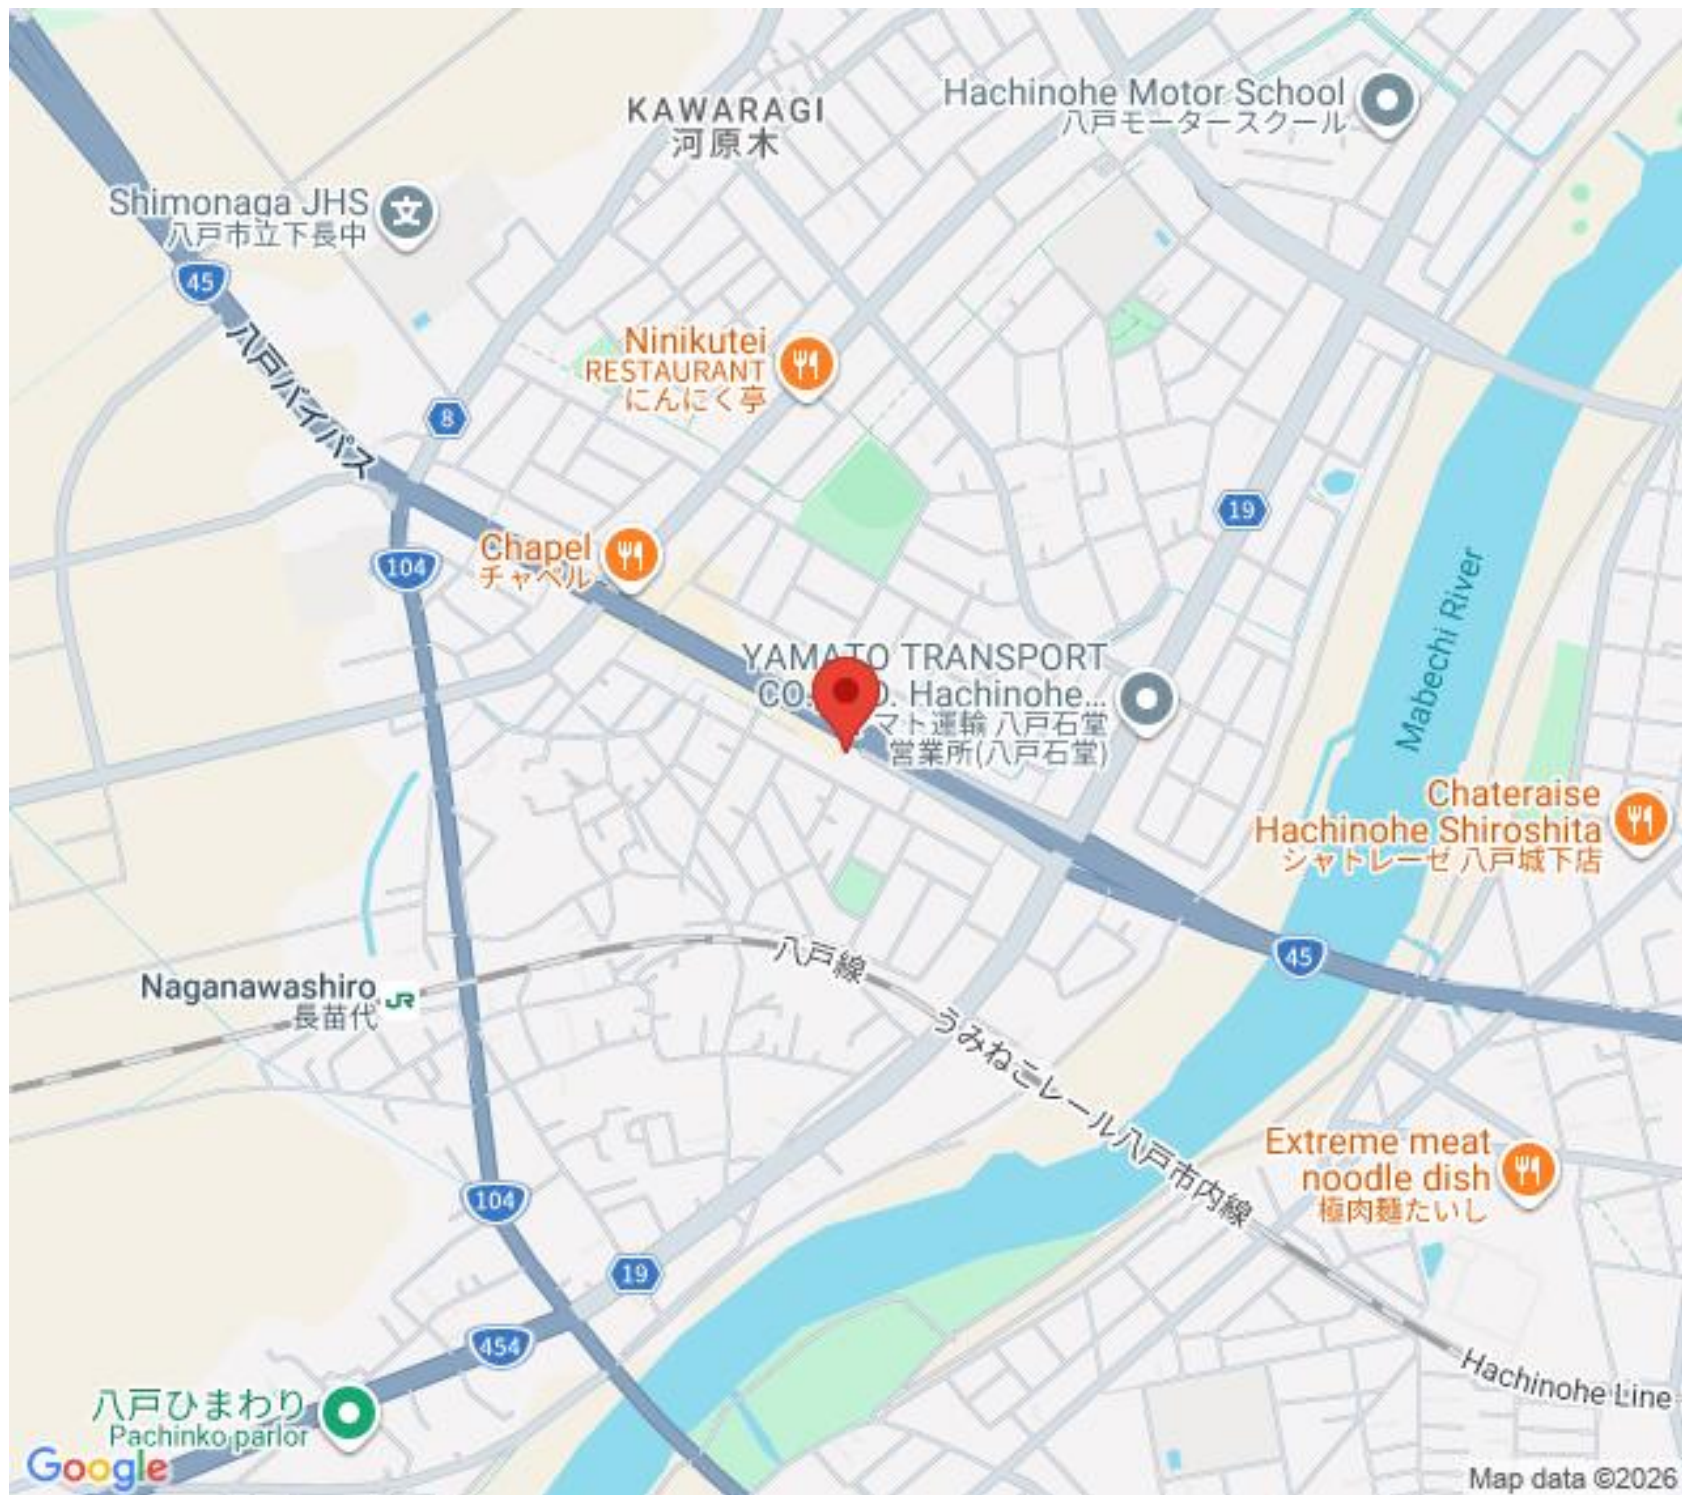 KAWARAGI
河原木
Hachinohe Motor School
八戸モータースクール
Shimonaga JHS
八戸市立下長中
45
八戸バイパス
Ninikutei
RESTAURANT
にんにく亭
8
19
Chapel
チャペル
104
YAMATO TRANSPORT
Hachinohe...
マト運輸 八戸石堂
営業所(八戸石堂)
Mabechi River
Chateraise
Hachinohe Shiroshita
シャトレーゼ 八戸城下店
八戸線
45
Naganawashiro
長苗代
JR
うみねこレール八戸市内線
Extreme meat
noodle dish
極肉麺たいし
104
19
454
Hachinohe Line
八戸ひまわり
Pachinko parlor
Google
Map data ©2026